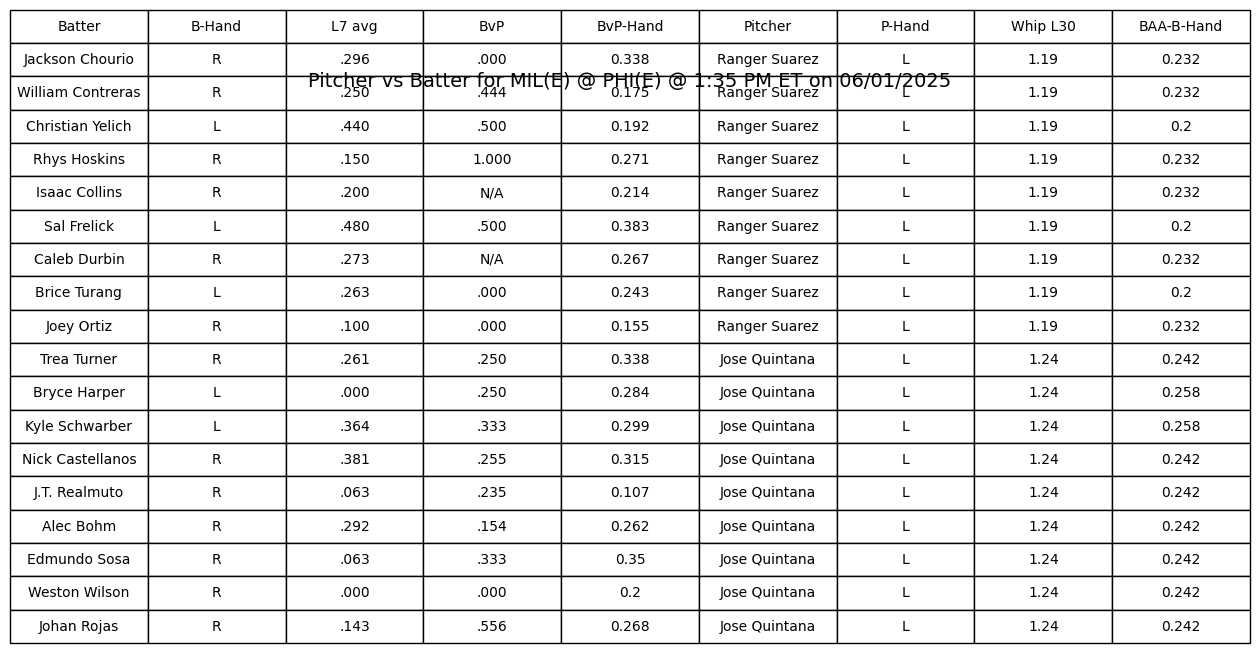 Batter B-Hand L7 avg BvP BvP-Hand Pitcher P-Hand Whip L30 BAA-B-Hand
Jackson Chourio R .296 .000 0.338 Ranger Suarez L 1.19 0.232
Pitcher vs Batter for MIL(E) @ PHI(E) @ 1:35 PM ET on 06/01/2025
William Contreras R .250 .444 0.175 Ranger Suarez L 1.19 0.232
Christian Yelich L .440 .500 0.192 Ranger Suarez L 1.19 0.2
Rhys Hoskins R .150 1.000 0.271 Ranger Suarez L 1.19 0.232
Isaac Collins R .200 N/A 0.214 Ranger Suarez L 1.19 0.232
Sal Frelick L .480 .500 0.383 Ranger Suarez L 1.19 0.2
Caleb Durbin R .273 N/A 0.267 Ranger Suarez L 1.19 0.232
Brice Turang L .263 .000 0.243 Ranger Suarez L 1.19 0.2
Joey Ortiz R .100 .000 0.155 Ranger Suarez L 1.19 0.232
Trea Turner R .261 .250 0.338 Jose Quintana L 1.24 0.242
Bryce Harper L .000 .250 0.284 Jose Quintana L 1.24 0.258
Kyle Schwarber L .364 .333 0.299 Jose Quintana L 1.24 0.258
Nick Castellanos R .381 .255 0.315 Jose Quintana L 1.24 0.242
J.T. Realmuto R .063 .235 0.107 Jose Quintana L 1.24 0.242
Alec Bohm R .292 .154 0.262 Jose Quintana L 1.24 0.242
Edmundo Sosa R .063 .333 0.35 Jose Quintana L 1.24 0.242
Weston Wilson R .000 .000 0.2 Jose Quintana L 1.24 0.242
Johan Rojas R .143 .556 0.268 Jose Quintana L 1.24 0.242